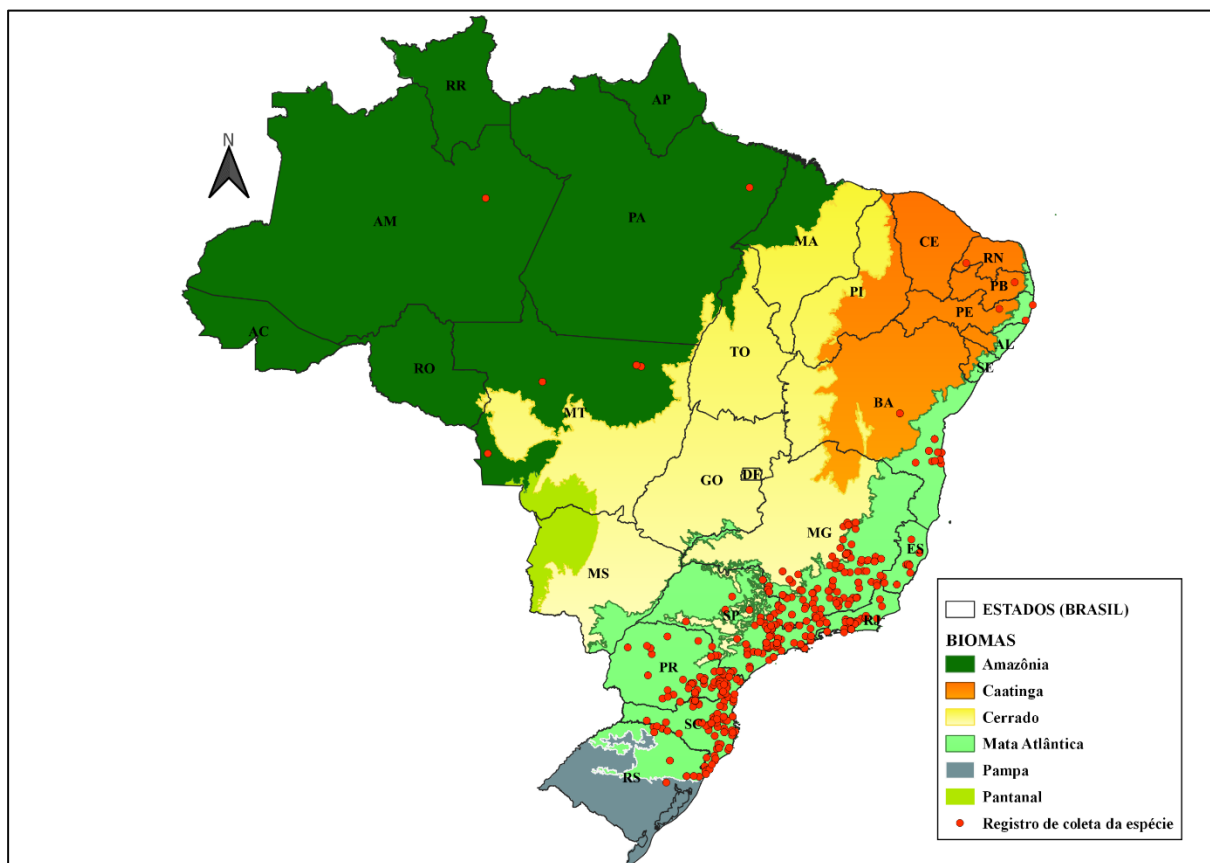 RR
AP
N
AM
PA
MA
CE
RN
PB
PI
PE
AC
AL
TO
SE
RO
BA
MT
GO
DF
MG
ES
MS
SP
RJ
PR
SC
RS
ESTADOS (BRASIL)
BIOMAS
Amazônia
Caatinga
Cerrado
Mata Atlântica
Pampa
Pantanal
Registro de coleta da espécie